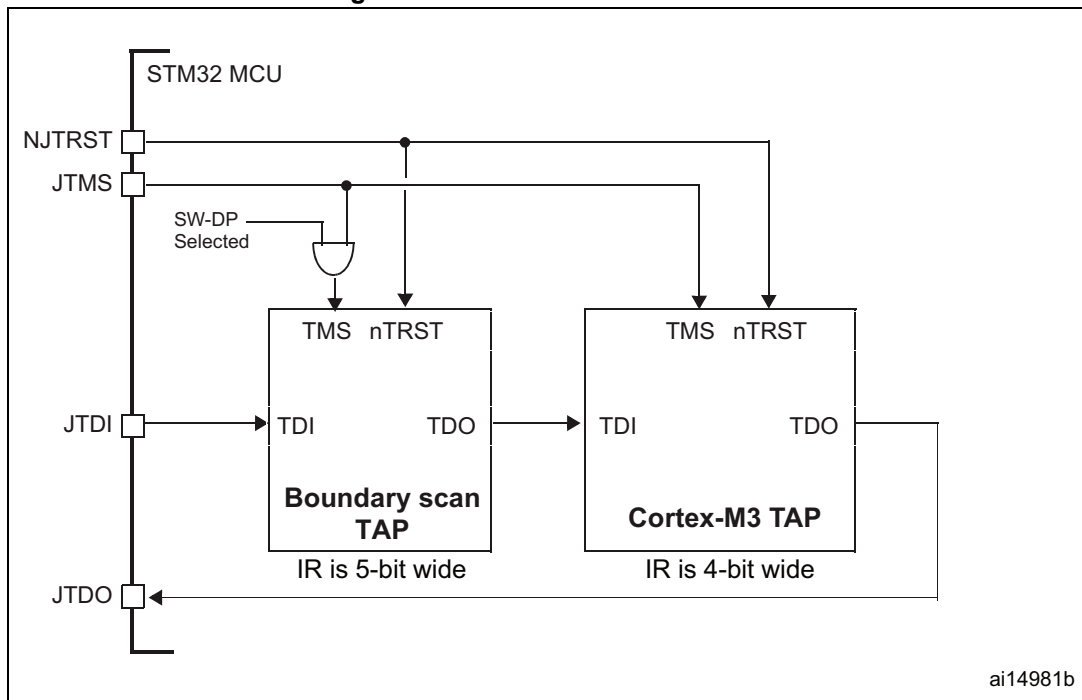 g
STM32 MCU
NJTRST
JTMS
SW-DP
Selected
TMS nTRST
TMS nTRST
JTDI
TDI
TDO
TDI
TDO
Boundary scan
TAP
Cortex-M3 TAP
IR is 5-bit wide
IR is 4-bit wide
JTDO
ai14981b